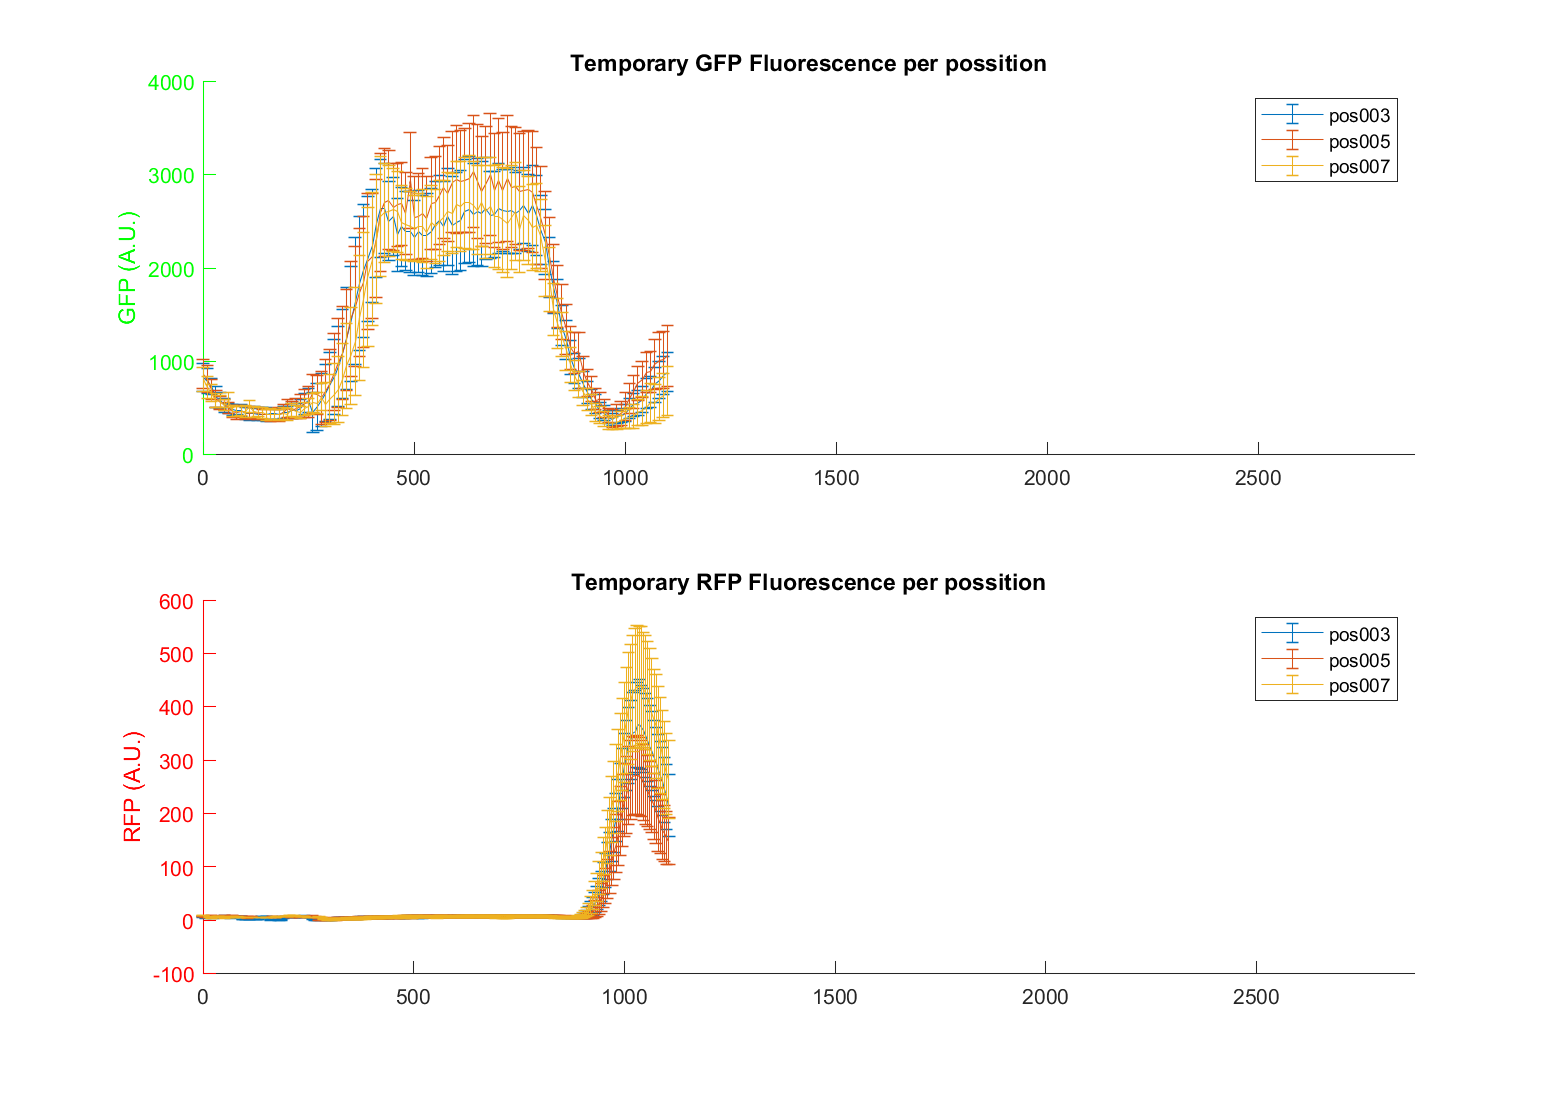 Temporary GFP Fluorescence per possition
4000
3000
2000
1000
0
GFP (A.U.)
0 500 1000 1500 2000 2500
pos003
pos005
pos007
Temporary RFP Fluorescence per possition
600
500
400
300
200
100
0
-100
RFP (A.U.)
0 500 1000 1500 2000 2500
pos003
pos005
pos007